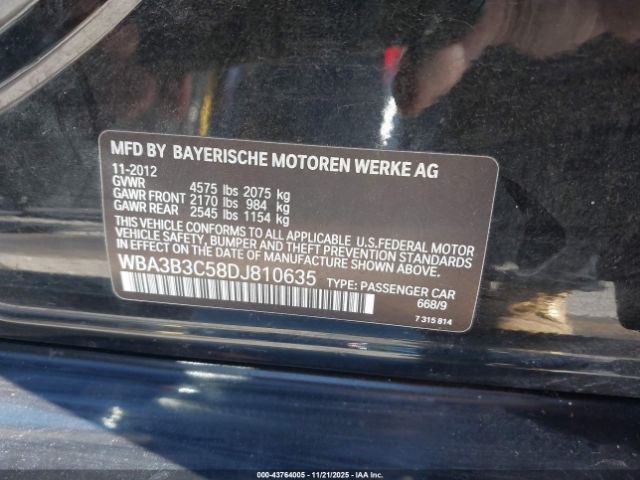 MFD BY BAYERISCHE MOTOREN WERKE AG
11-2012
GVWR 4575 lbs 2075 kg
GAWR FRONT 2170 lbs 984 kg
GAWR REAR 2545 lbs 1154 kg
THIS VEHICLE CONFORMS TO ALL APPLICABLE U.S.FEDERAL MOTOR
VEHICLE SAFETY, BUMPER AND THEFT PREVENTION STANDARDS
IN EFFECT ON THE DATE OF MANUFACTURE SHOWN ABOVE.
WBA3B3C58DJ810635 TYPE: PASSENGER CAR
668/9
7 315 814
© COPYRIGHT IAA - 43764005 - 11/21/2025 - IAAI.COM